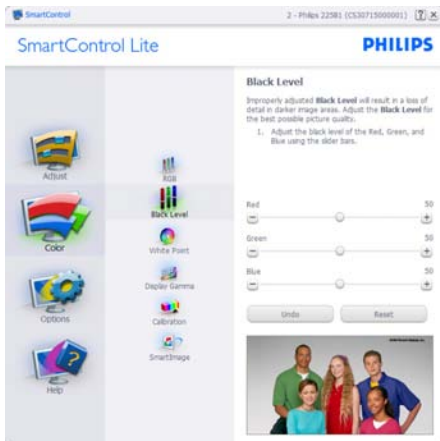 SmartControl
2 - Philips 225B1 (CS30715000001)
SmartControl Lite
PHILIPS
Adjust
Color
Options
Help
RGB
Black Level
White Point
Display Gamma
Calibration
SmartImage
Black Level
Improperly adjusted Black Level will result in a loss of
detail in darker image areas. Adjust the Black Level for
the best possible picture quality.
1. Adjust the black level of the Red, Green, and
Blue using the slider bars.
Red 50
Green 50
Blue 50
Undo Reset